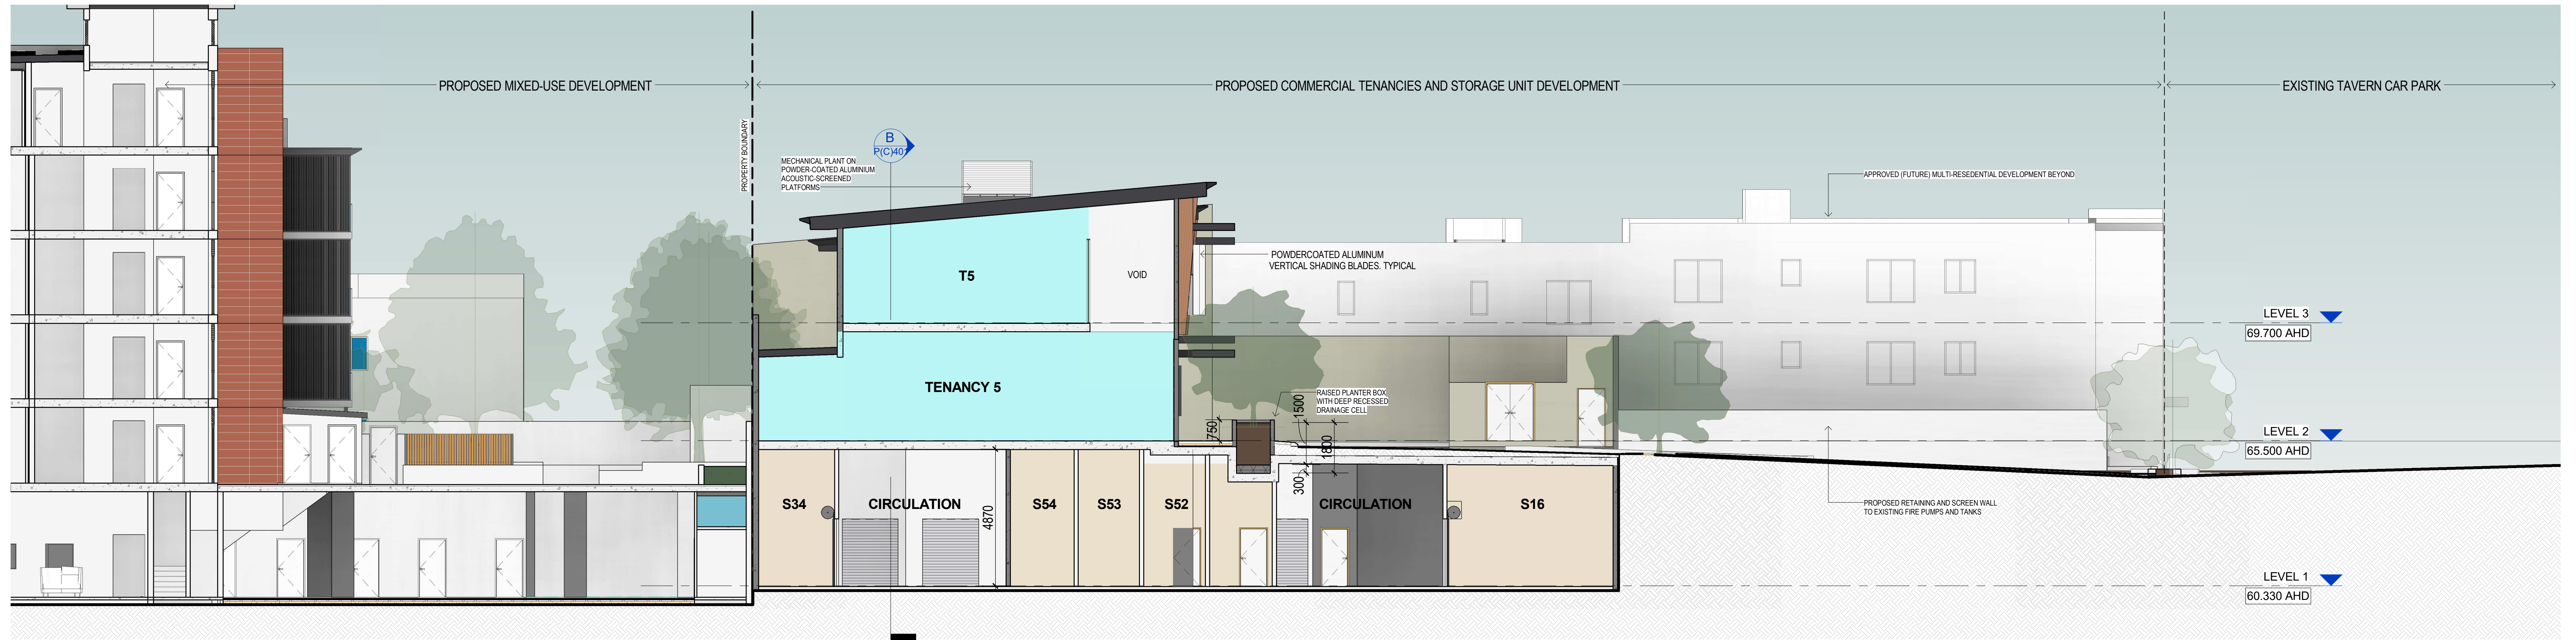 PROPOSED MIXED-USE DEVELOPMENT
PROPOSED COMMERCIAL TENANCIES AND STORAGE UNIT DEVELOPMENT
EXISTING TAVERN CAR PARK
PROPERTY BOUNDARY
B
P(C)401
MECHANICAL PLANT ON
POWDER-COATED ALUMINIUM
ACOUSTIC-SCREENED
PLATFORMS
APPROVED (FUTURE) MULTI-RESEDENTIAL DEVELOPMENT BEYOND
POWDERCOATED ALUMINUM
VERTICAL SHADING BLADES. TYPICAL
T5
VOID
LEVEL 3
69.700 AHD
TENANCY 5
RAISED PLANTER BOX
WITH DEEP RECESSED
DRAINAGE CELL
750
1500
1800
300
LEVEL 2
65.500 AHD
S34
CIRCULATION
4870
S54
S53
S52
CIRCULATION
S16
PROPOSED RETAINING AND SCREEN WALL
TO EXISTING FIRE PUMPS AND TANKS
LEVEL 1
60.330 AHD